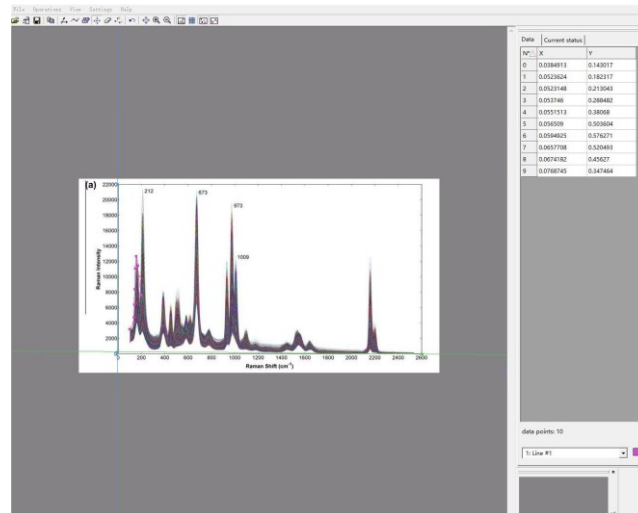 File Operations View Settings Help
Data Current status
N° X Y
0 0.0384913 0.143017
1 0.0523624 0.182317
2 0.0523148 0.213043
3 0.053746 0.288482
4 0.0551513 0.38068
5 0.056509 0.503604
6 0.0594925 0.576271
7 0.0657708 0.520493
8 0.0674182 0.45627
9 0.0768745 0.347464
(a)
22000
20000
18000
16000
14000
12000
10000
8000
6000
4000
2000
0
Raman Intensity
212
673
973
1009
0 200 400 600 800 1000 1200 1400 1600 1800 2000 2200 2400 2600
Raman Shift (cm⁻¹)
data points: 10
1: Line #1